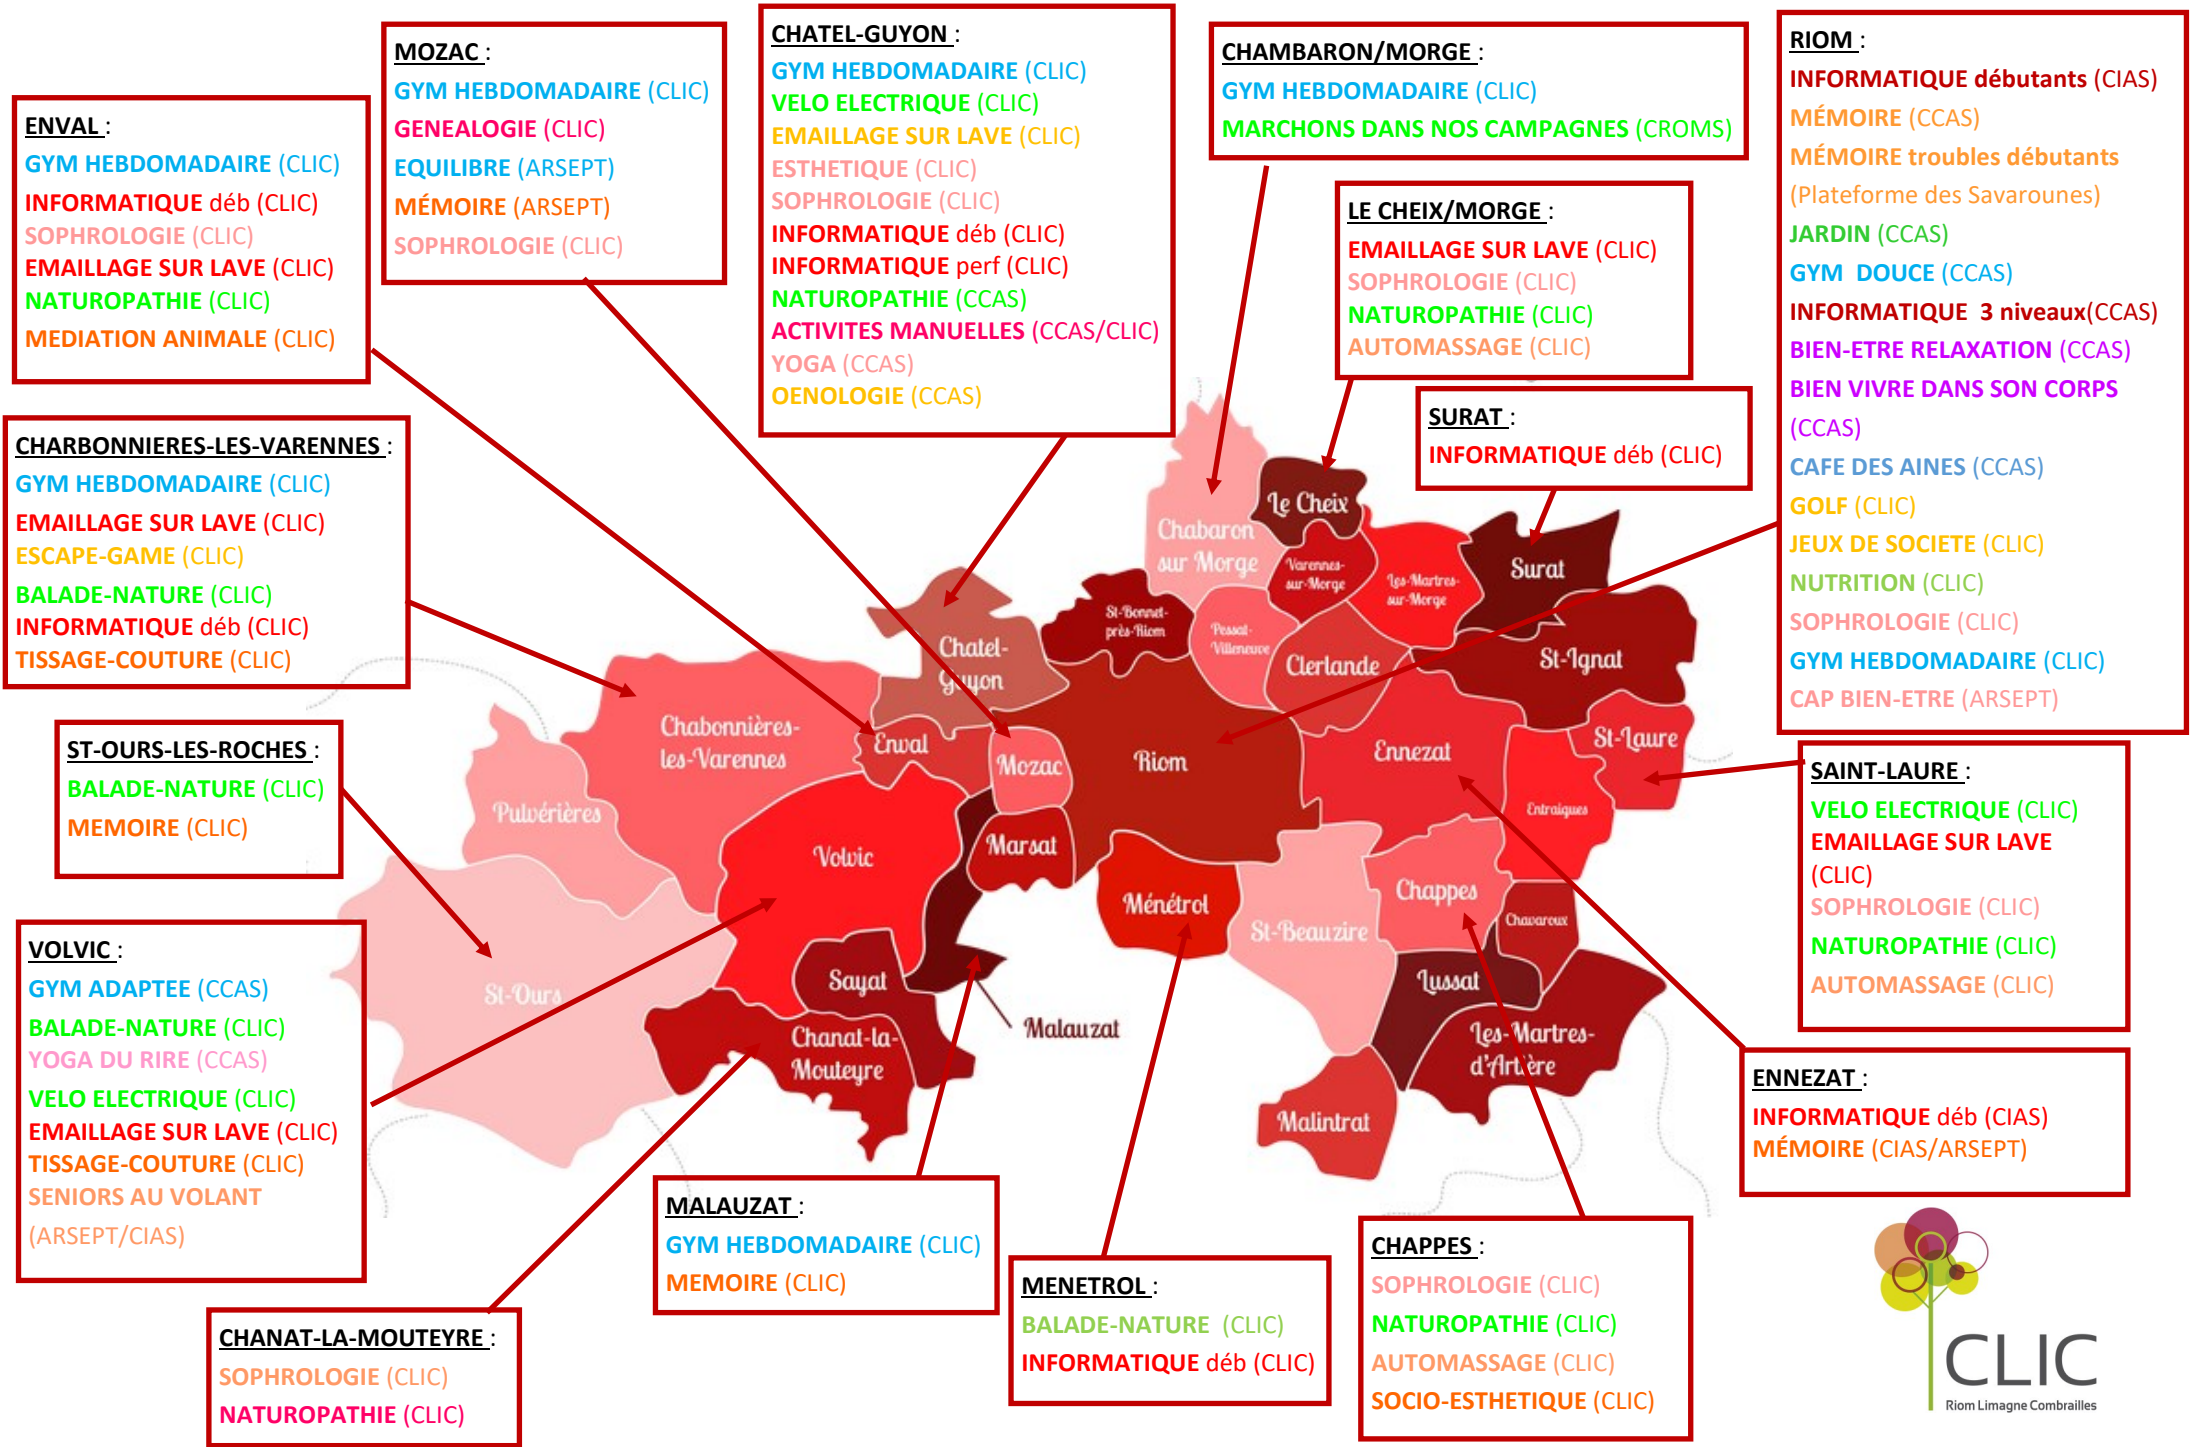 ENVAL :
GYM HEBDOMADAIRE (CLIC)
INFORMATIQUE déb (CLIC)
SOPHROLOGIE (CLIC)
EMAILLAGE SUR LAVE (CLIC)
NATUROPATHIE (CLIC)
MEDIATION ANIMALE (CLIC)
MOZAC :
GYM HEBDOMADAIRE (CLIC)
GENEALOGIE (CLIC)
EQUILIBRE (ARSEPT)
MÉMOIRE (ARSEPT)
SOPHROLOGIE (CLIC)
CHATEL-GUYON :
GYM HEBDOMADAIRE (CLIC)
VELO ELECTRIQUE (CLIC)
EMAILLAGE SUR LAVE (CLIC)
ESTHETIQUE (CLIC)
SOPHROLOGIE (CLIC)
INFORMATIQUE déb (CLIC)
INFORMATIQUE perf (CLIC)
NATUROPATHIE (CCAS)
ACTIVITES MANUELLES (CCAS/CLIC)
YOGA (CCAS)
OENOLOGIE (CCAS)
CHAMBARON/MORGE :
GYM HEBDOMADAIRE (CLIC)
MARCHONS DANS NOS CAMPAGNES (CROMS)
LE CHEIX/MORGE :
EMAILLAGE SUR LAVE (CLIC)
SOPHROLOGIE (CLIC)
NATUROPATHIE (CLIC)
AUTOMASSAGE (CLIC)
SURAT :
INFORMATIQUE déb (CLIC)
RIOM :
INFORMATIQUE débutants (CIAS)
MÉMOIRE (CCAS)
MÉMOIRE troubles débutants
(Plateforme des Savarounes)
JARDIN (CCAS)
GYM DOUCE (CCAS)
INFORMATIQUE 3 niveaux(CCAS)
BIEN-ETRE RELAXATION (CCAS)
BIEN VIVRE DANS SON CORPS
(CCAS)
CAFE DES AINES (CCAS)
GOLF (CLIC)
JEUX DE SOCIETE (CLIC)
NUTRITION (CLIC)
SOPHROLOGIE (CLIC)
GYM HEBDOMADAIRE (CLIC)
CAP BIEN-ETRE (ARSEPT)
CHARBONNIERES-LES-VARENNES :
GYM HEBDOMADAIRE (CLIC)
EMAILLAGE SUR LAVE (CLIC)
ESCAPE-GAME (CLIC)
BALADE-NATURE (CLIC)
INFORMATIQUE déb (CLIC)
TISSAGE-COUTURE (CLIC)
ST-OURS-LES-ROCHES :
BALADE-NATURE (CLIC)
MEMOIRE (CLIC)
VOLVIC :
GYM ADAPTEE (CCAS)
BALADE-NATURE (CLIC)
YOGA DU RIRE (CCAS)
VELO ELECTRIQUE (CLIC)
EMAILLAGE SUR LAVE (CLIC)
TISSAGE-COUTURE (CLIC)
SENIORS AU VOLANT
(ARSEPT/CIAS)
Le Cheix
Chabaron
sur Morge
Varennes-
sur-Morge
Les-Martres-
sur-Morge
Surat
St-Bonnet-
près-Riom
Pessat-
Villeneuve
Clerlande
St-Ignat
Chatel-
Guyon
Chabonnières-
les-Varennes
Enval
Mozac
Riom
Ennezat
St-Laure
Pulvérières
Volvic
Marsat
Entraigues
Ménétrol
Chappes
St-Beauzire
Chavaroux
St-Ours
Sayat
Lussat
Malauzat
Chanat-la-
Mouteyre
Les-Martres-
d'Artière
Malintrat
SAINT-LAURE :
VELO ELECTRIQUE (CLIC)
EMAILLAGE SUR LAVE
(CLIC)
SOPHROLOGIE (CLIC)
NATUROPATHIE (CLIC)
AUTOMASSAGE (CLIC)
ENNEZAT :
INFORMATIQUE déb (CIAS)
MÉMOIRE (CIAS/ARSEPT)
CHANAT-LA-MOUTEYRE :
SOPHROLOGIE (CLIC)
NATUROPATHIE (CLIC)
MALAUZAT :
GYM HEBDOMADAIRE (CLIC)
MEMOIRE (CLIC)
MENETROL :
BALADE-NATURE (CLIC)
INFORMATIQUE déb (CLIC)
CHAPPES :
SOPHROLOGIE (CLIC)
NATUROPATHIE (CLIC)
AUTOMASSAGE (CLIC)
SOCIO-ESTHETIQUE (CLIC)
CLIC
Riom Limagne Combrailles